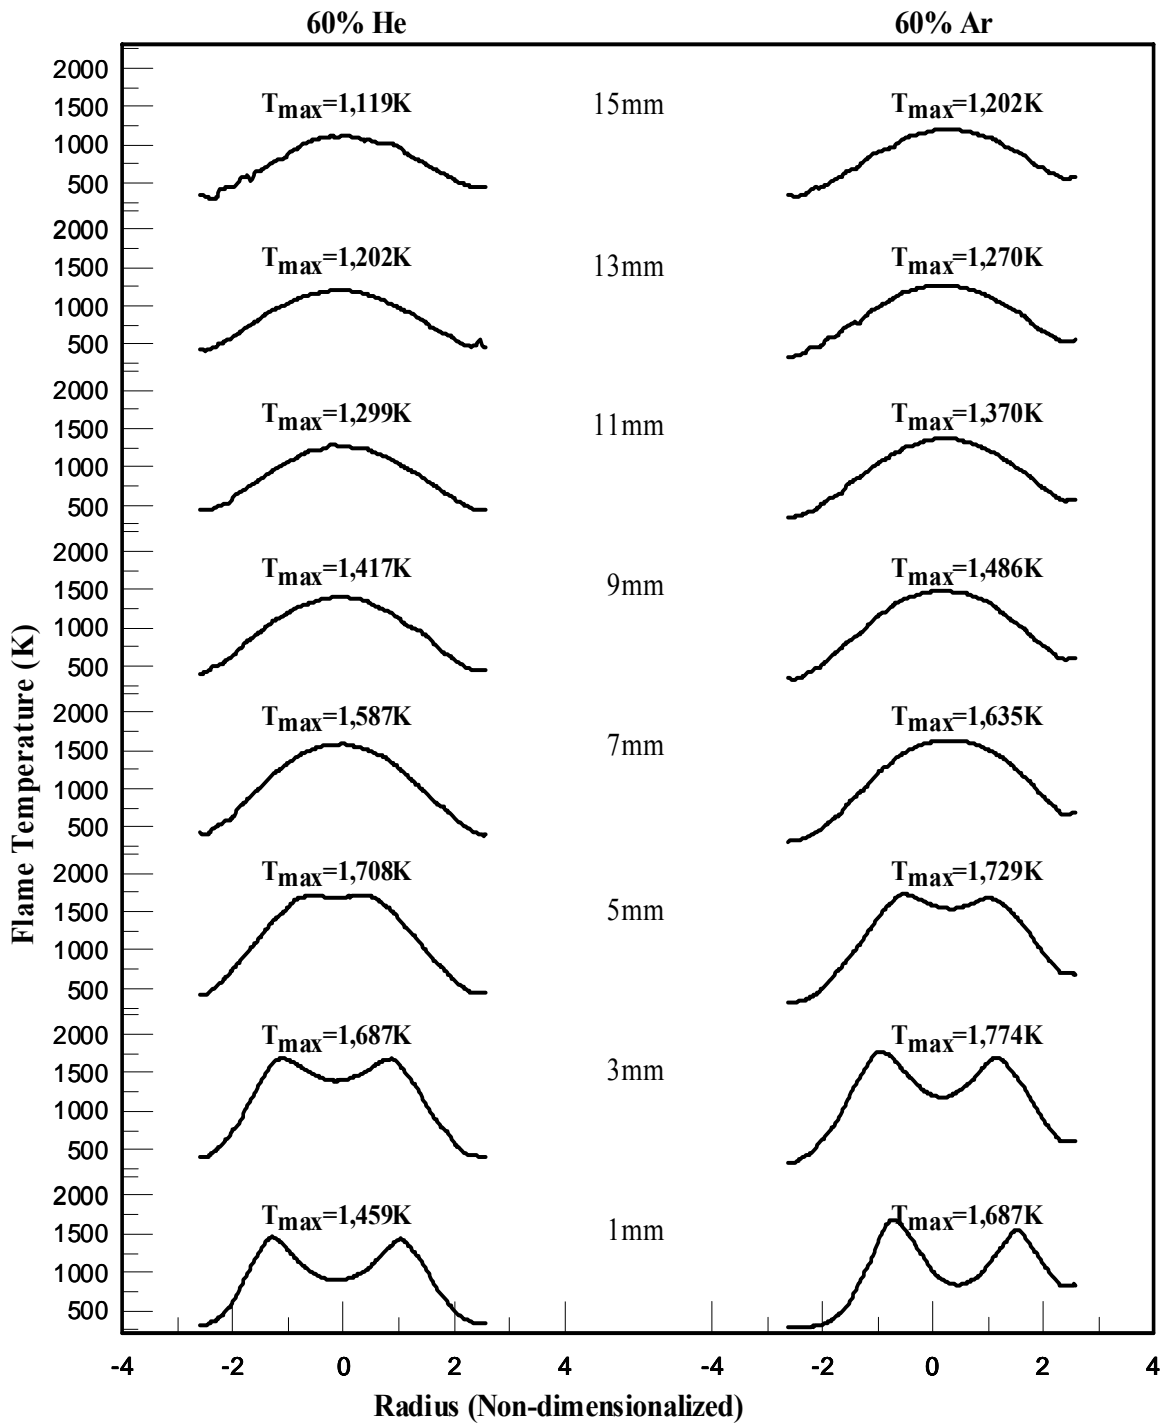 60% He 60% Ar
2000
1500
1000
500
Tmax=1,119K 15mm Tmax=1,202K
2000
1500
1000
500
Tmax=1,202K 13mm Tmax=1,270K
2000
1500
1000
500
Tmax=1,299K 11mm Tmax=1,370K
2000
1500
1000
500
Tmax=1,417K 9mm Tmax=1,486K
2000
1500
1000
500
Tmax=1,587K 7mm Tmax=1,635K
2000
1500
1000
500
Tmax=1,708K 5mm Tmax=1,729K
2000
1500
1000
500
Tmax=1,687K 3mm Tmax=1,774K
2000
1500
1000
500
Tmax=1,459K 1mm Tmax=1,687K
Flame Temperature (K)
-4 -2 0 2 4 -4 -2 0 2 4
Radius (Non-dimensionalized)